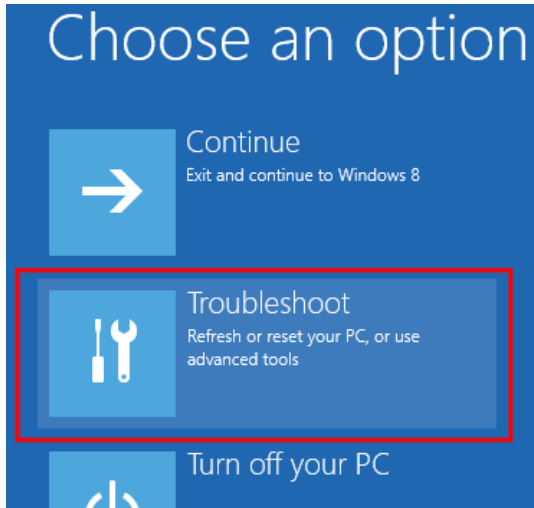 Choose an option
Continue
Exit and continue to Windows 8
Troubleshoot
Refresh or reset your PC, or use
advanced tools
Turn off your PC